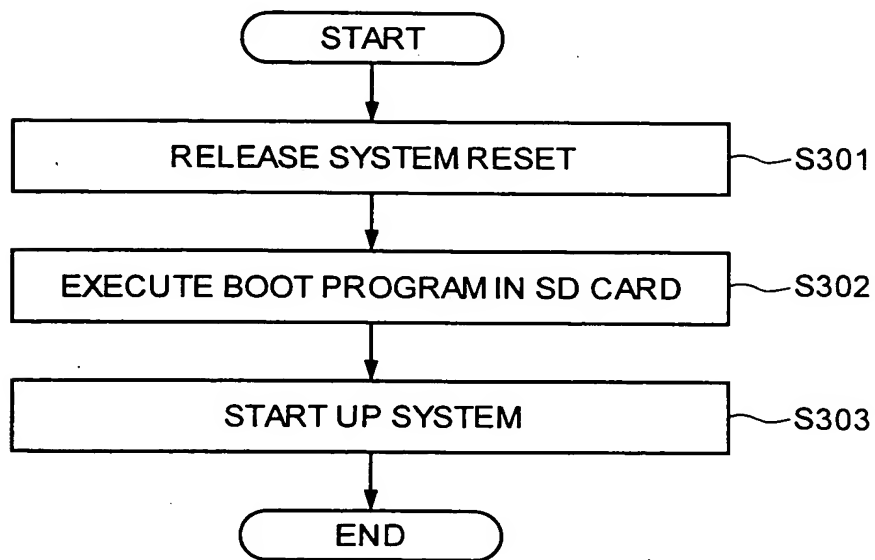 START
RELEASE SYSTEM RESET
S301
EXECUTE BOOT PROGRAM IN SD CARD
S302
START UP SYSTEM
S303
END